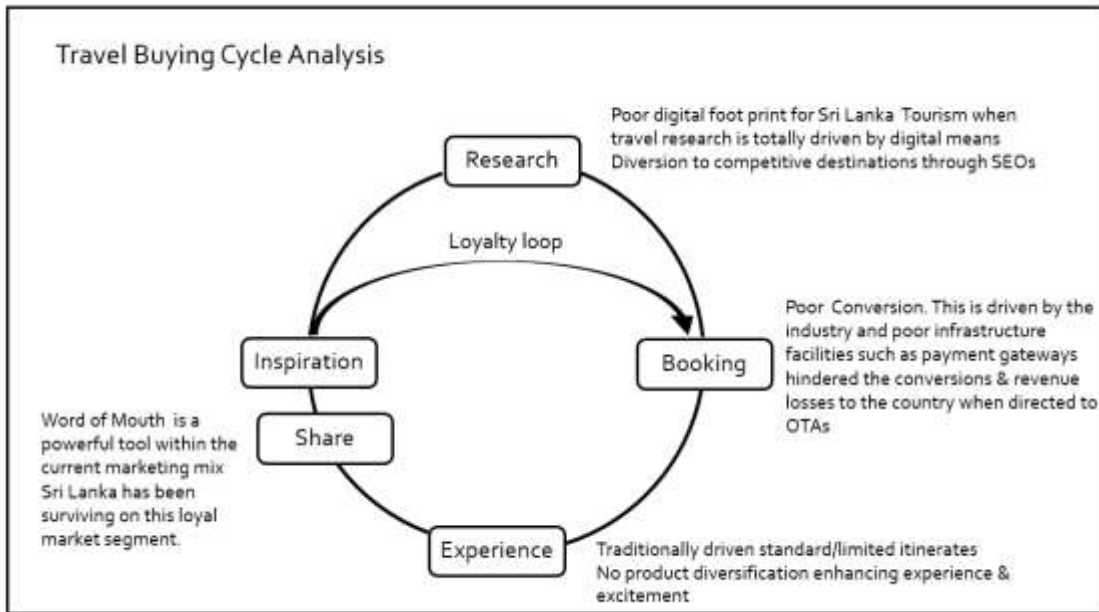 Travel Buying Cycle Analysis
Poor digital foot print for Sri Lanka Tourism when
travel research is totally driven by digital means
Diversion to competitive destinations through SEOs
Research
Loyalty loop
Poor Conversion. This is driven by the
industry and poor infrastructure
facilities such as payment gateways
hindered the conversions & revenue
losses to the country when directed to
OTAs
Inspiration
Booking
Word of Mouth is a
powerful tool within the
current marketing mix
Sri Lanka has been
surviving on this loyal
market segment.
Share
Experience
Traditionally driven standard/limited itinerates
No product diversification enhancing experience &
excitement